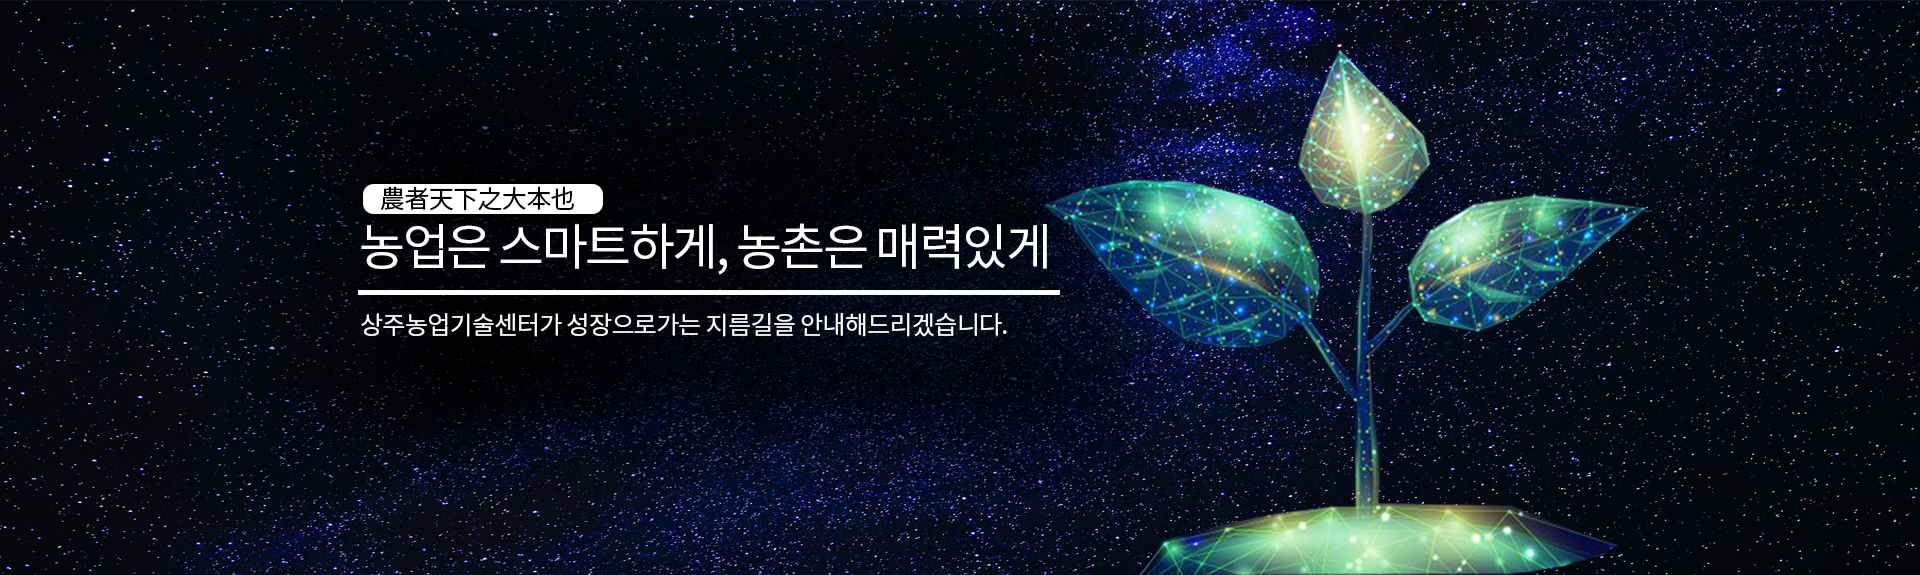 農者天下之大本也
농업은 스마트하게, 농촌은 매력있게
상주농업기술센터가 성장으로가는 지름길을 안내해드리겠습니다.